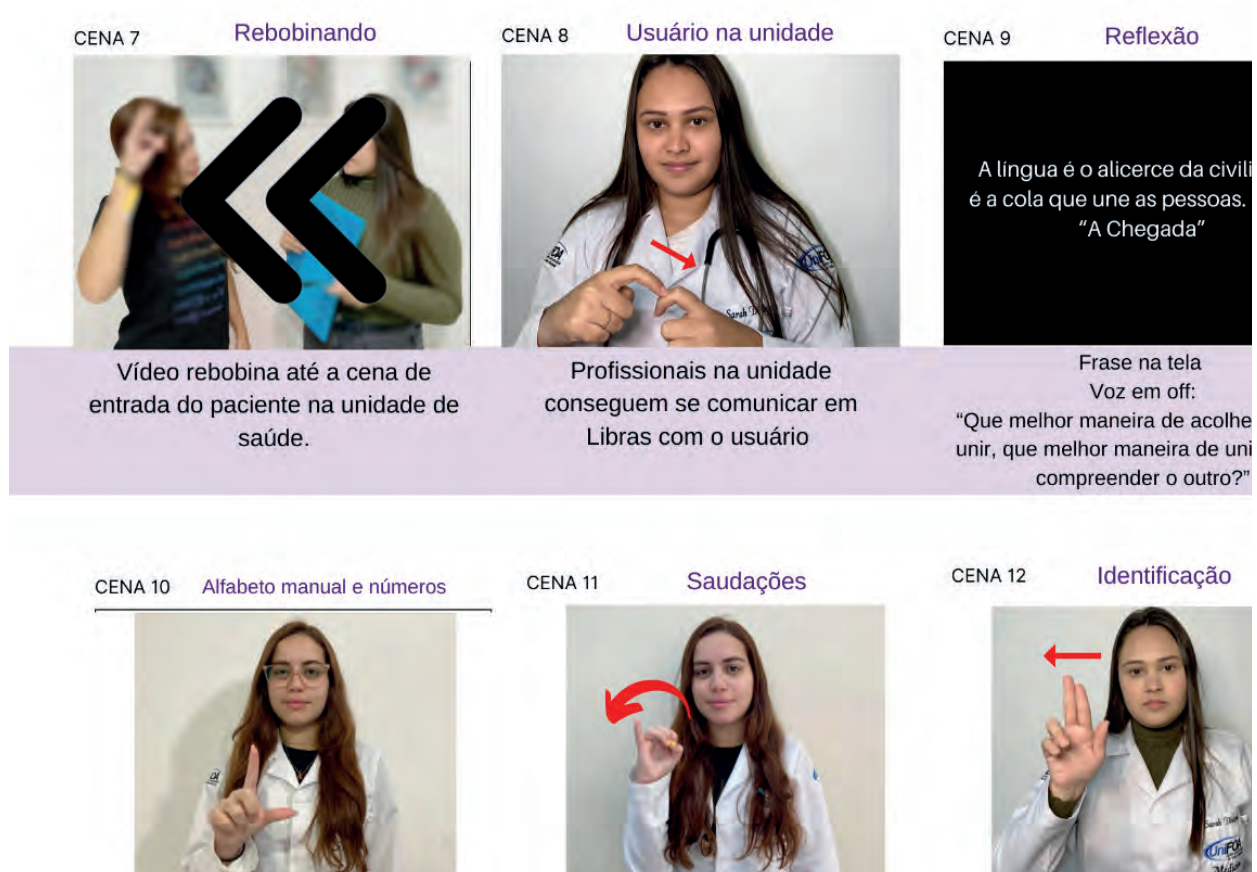 CENA 7
Rebobinando
Vídeo rebobina até a cena de
entrada do paciente na unidade de
saúde.
CENA 8
Usuário na unidade
Profissionais na unidade
conseguem se comunicar em
Libras com o usuário
CENA 9
Reflexão
A língua é o alicerce da
é a cola que une as pessoas.
“A Chegada”
Frase na tela
Voz em off:
“Que melhor maneira de
unir, que melhor maneira de
compreender o outro?”
CENA 10
Alfabeto manual e números
CENA 11
Saudações
CENA 12
Identificação
UniFOA